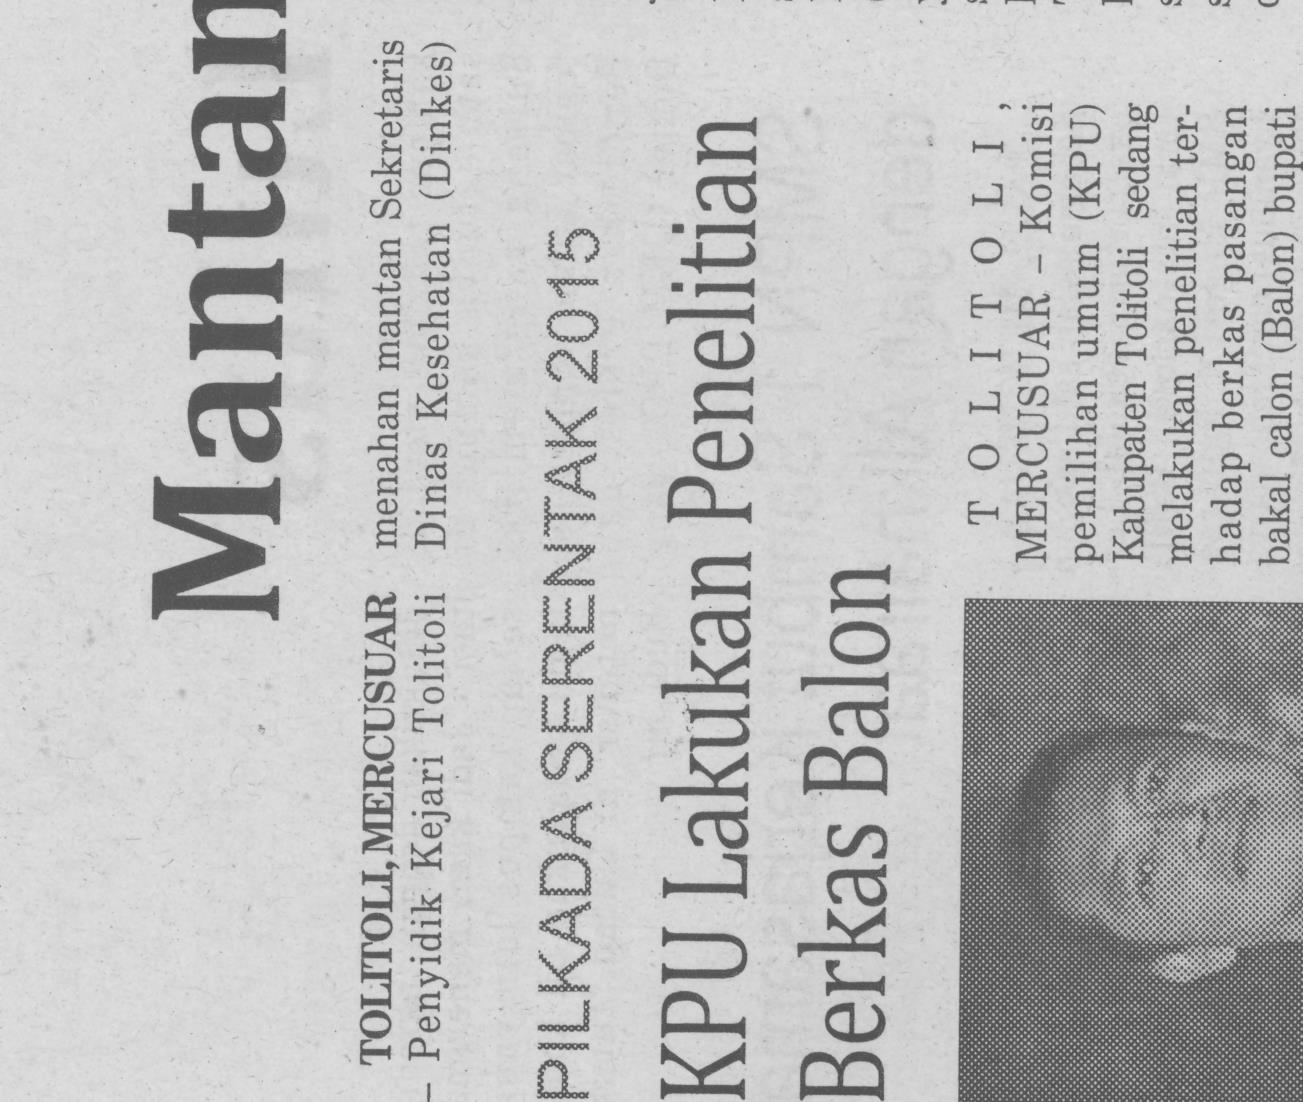 Mantan
TOLITOLI, MERCUSUAR
– Penyidik Kejari Tolitoli
menahan mantan Sekretaris
Dinas Kesehatan (Dinkes)
PILKADA SERENTAK 2015
KPU Lakukan Penelitian
Berkas Balon
TOLITOLI,
MERCUSUAR – Komisi
pemilihan umum (KPU)
Kabupaten Tolitoli sedang
melakukan penelitian ter-
hadap berkas pasangan
bakal calon (Balon) bupati